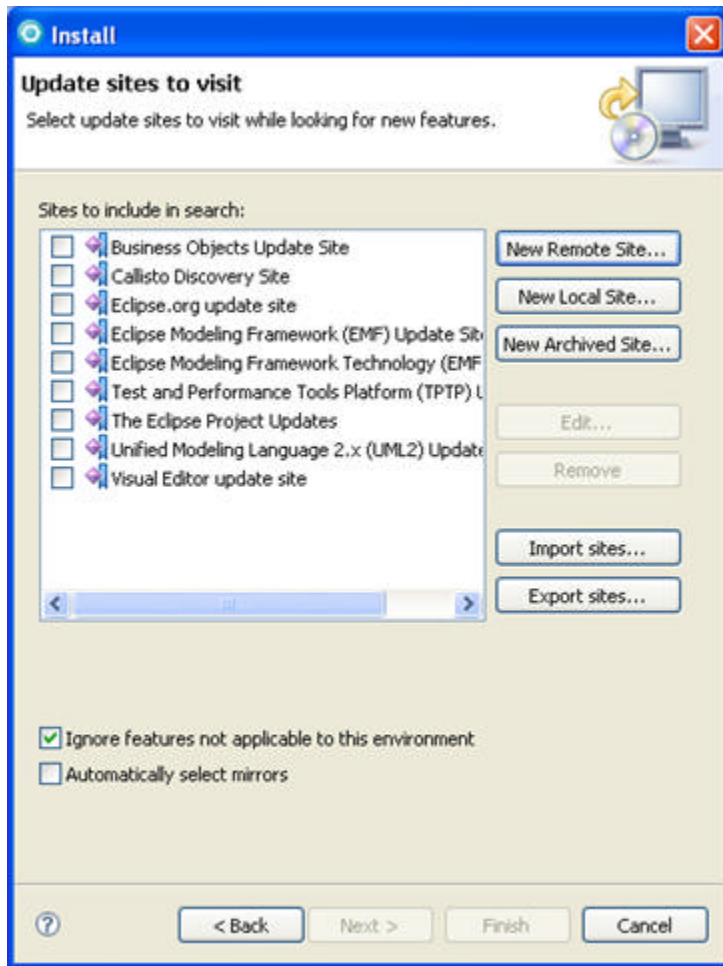 Install
Update sites to visit
Select update sites to visit while looking for new features.
Sites to include in search:
Business Objects Update Site
Callisto Discovery Site
Eclipse.org update site
Eclipse Modeling Framework (EMF) Update Sit
Eclipse Modeling Framework Technology (EMF
Test and Performance Tools Platform (TPTP) U
The Eclipse Project Updates
Unified Modeling Language 2.x (UML2) Update
Visual Editor update site
New Remote Site...
New Local Site...
New Archived Site...
Edit...
Remove
Import sites...
Export sites...
Ignore features not applicable to this environment
Automatically select mirrors
?
< Back
Next >
Finish
Cancel